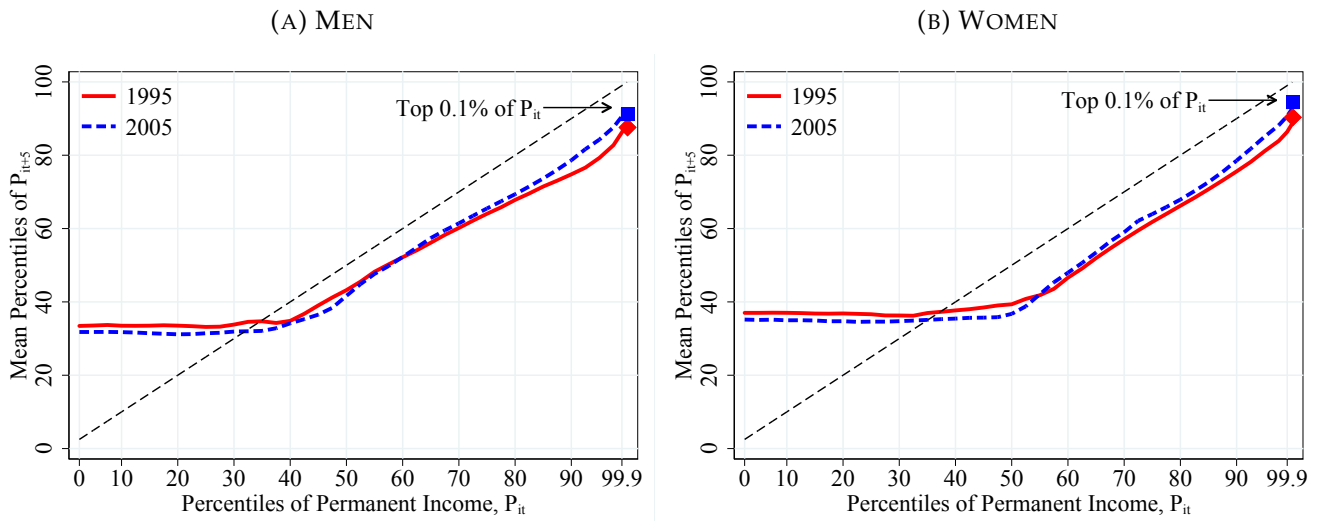 (A) MEN
Mean Percentiles of P_it+5
100
80
60
40
20
0
1995
2005
Top 0.1% of P_it
0 10 20 30 40 50 60 70 80 90 99.9
Percentiles of Permanent Income, P_it
(B) WOMEN
Mean Percentiles of P_it+5
100
80
60
40
20
0
1995
2005
Top 0.1% of P_it
0 10 20 30 40 50 60 70 80 90 99.9
Percentiles of Permanent Income, P_it